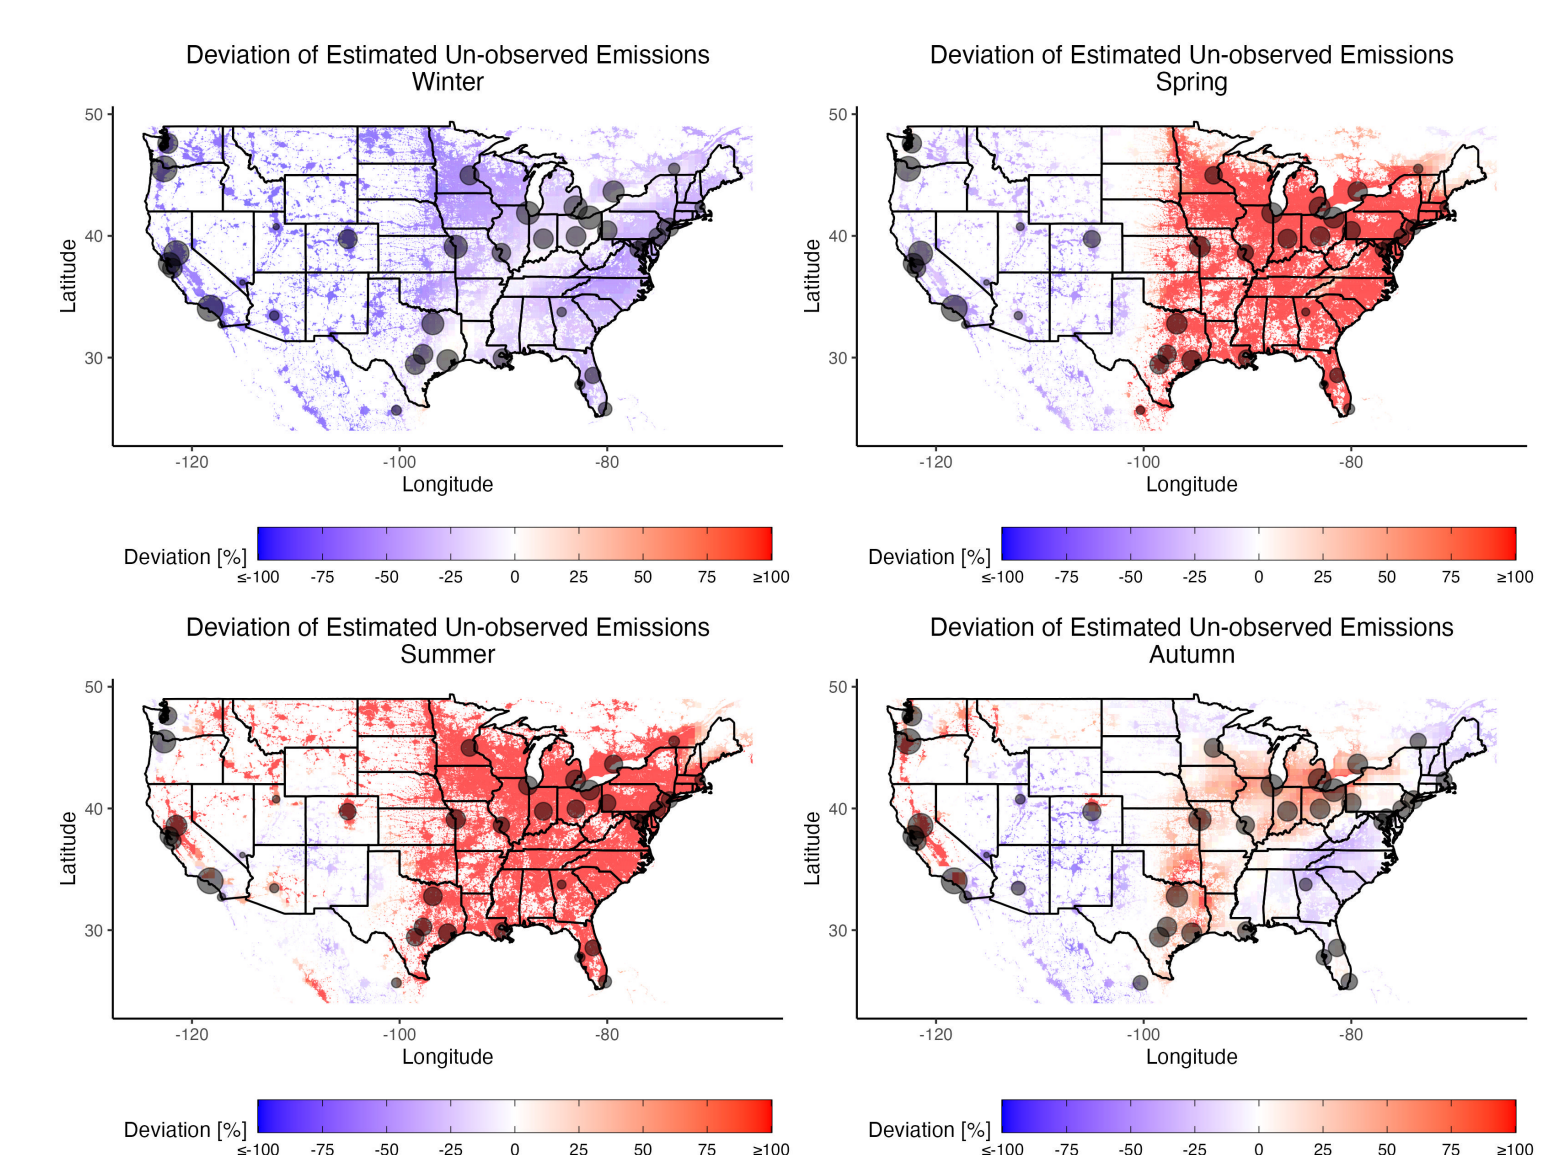 Deviation of Estimated Un-observed Emissions
Winter
50
40
30
Latitude
-120 -100 -80
Longitude
Deviation [%]
≤-100 -75 -50 -25 0 25 50 75 ≥100
Deviation of Estimated Un-observed Emissions
Spring
50
40
30
Latitude
-120 -100 -80
Longitude
Deviation [%]
≤-100 -75 -50 -25 0 25 50 75 ≥100
Deviation of Estimated Un-observed Emissions
Summer
50
40
30
Latitude
-120 -100 -80
Longitude
Deviation [%]
≤-100 -75 -50 -25 0 25 50 75 ≥100
Deviation of Estimated Un-observed Emissions
Autumn
50
40
30
Latitude
-120 -100 -80
Longitude
Deviation [%]
≤-100 -75 -50 -25 0 25 50 75 ≥100